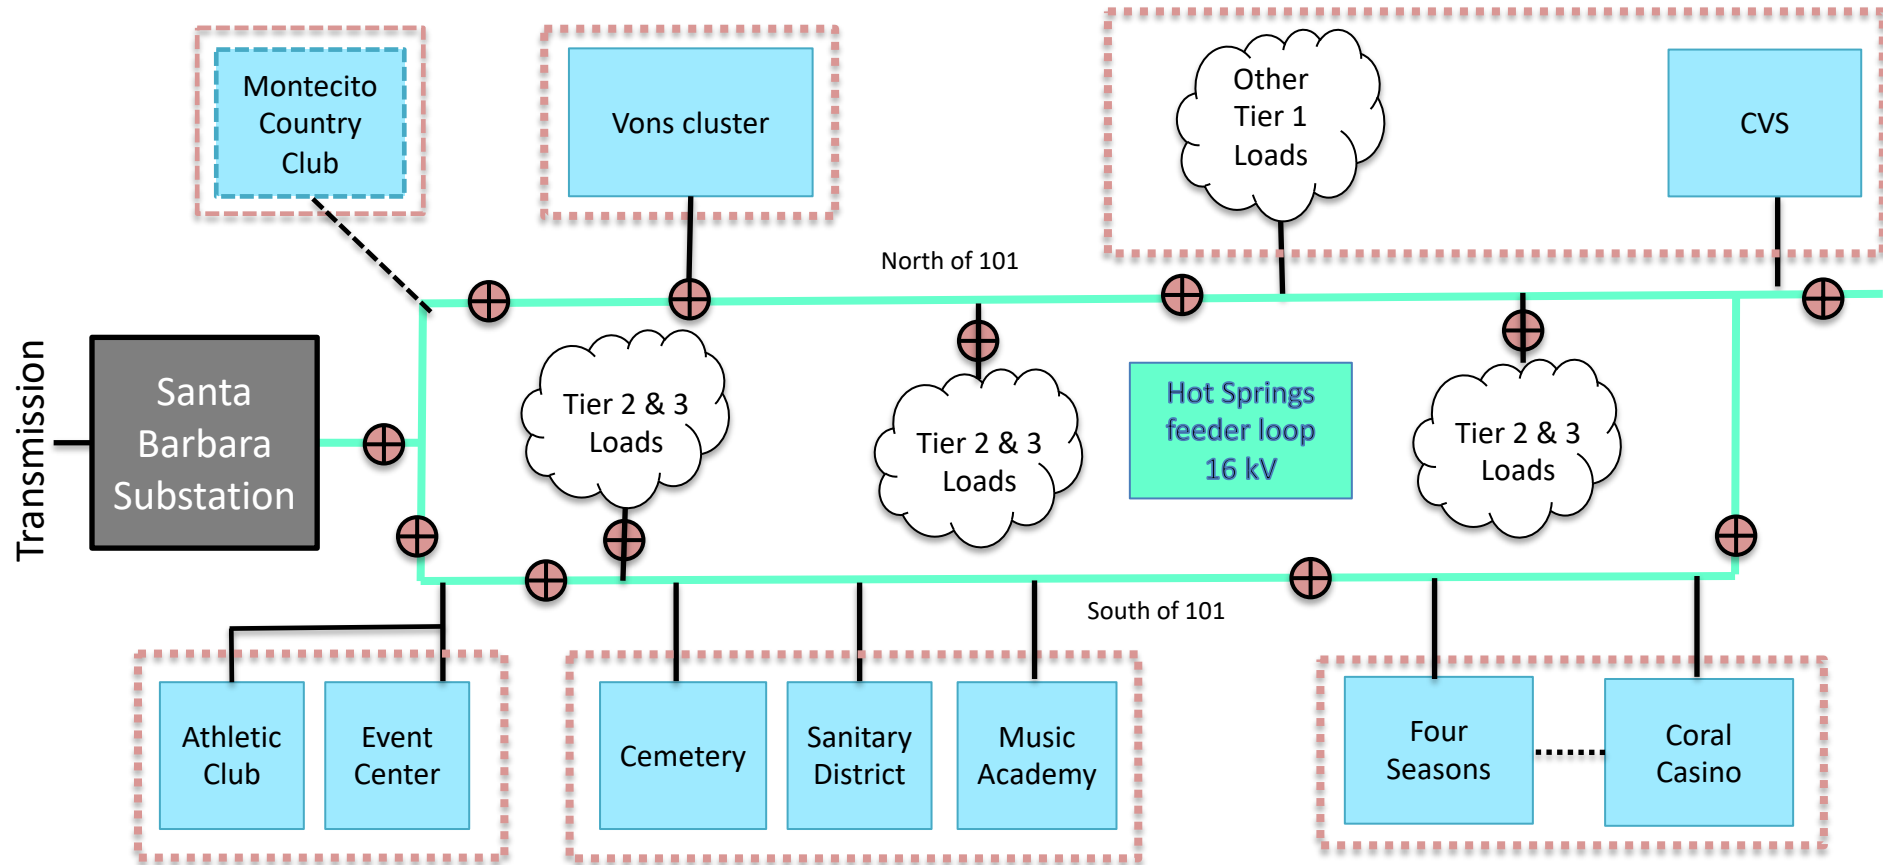 Montecito
Country
Club
Vons cluster
Other
Tier 1
Loads
CVS
North of 101
Transmission
Santa
Barbara
Substation
Tier 2 & 3
Loads
Tier 2 & 3
Loads
Hot Springs
feeder loop
16 kV
Tier 2 & 3
Loads
South of 101
Athletic
Club
Event
Center
Cemetery
Sanitary
District
Music
Academy
Four
Seasons
Coral
Casino